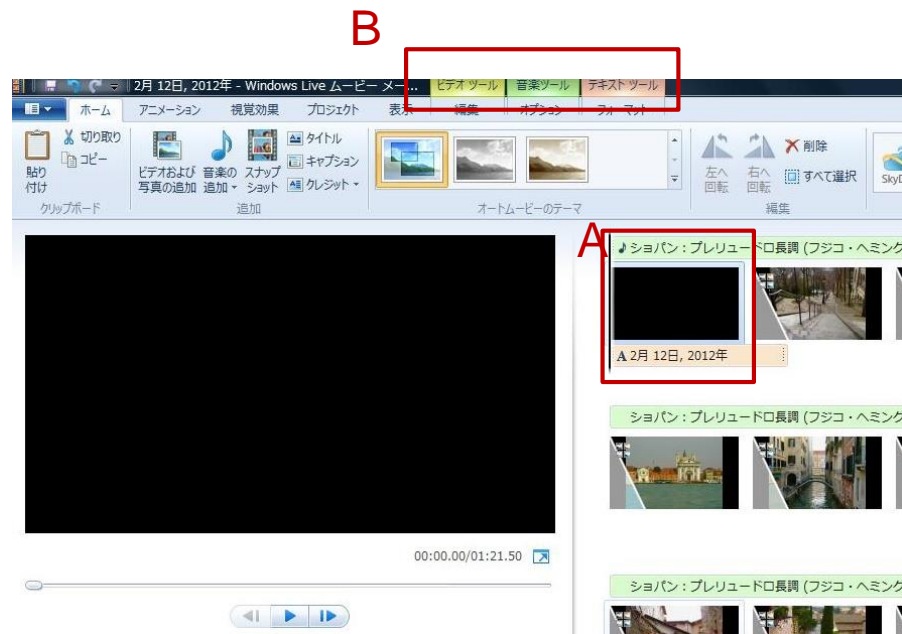 B
2月 12日, 2012年 - Windows Live ムービー メー...
ビデオ ツール
音楽ツール
テキスト ツール
ホーム
アニメーション
視覚効果
プロジェクト
表示
編集
オプション
フォーマット
貼り
付け
切り取り
コピー
クリップボード
ビデオおよび
写真の追加
音楽の
追加
スナップ
ショット
タイトル
キャプション
クレジット
追加
オートムービーのテーマ
左へ
回転
右へ
回転
削除
すべて選択
編集
SkyD
A
ショパン : プレリュードロ長調 (フジコ・ヘミング
A 2月 12日, 2012年
ショパン : プレリュードロ長調 (フジコ・ヘミング
00:00.00/01:21.50
ショパン : プレリュードロ長調 (フジコ・ヘミング